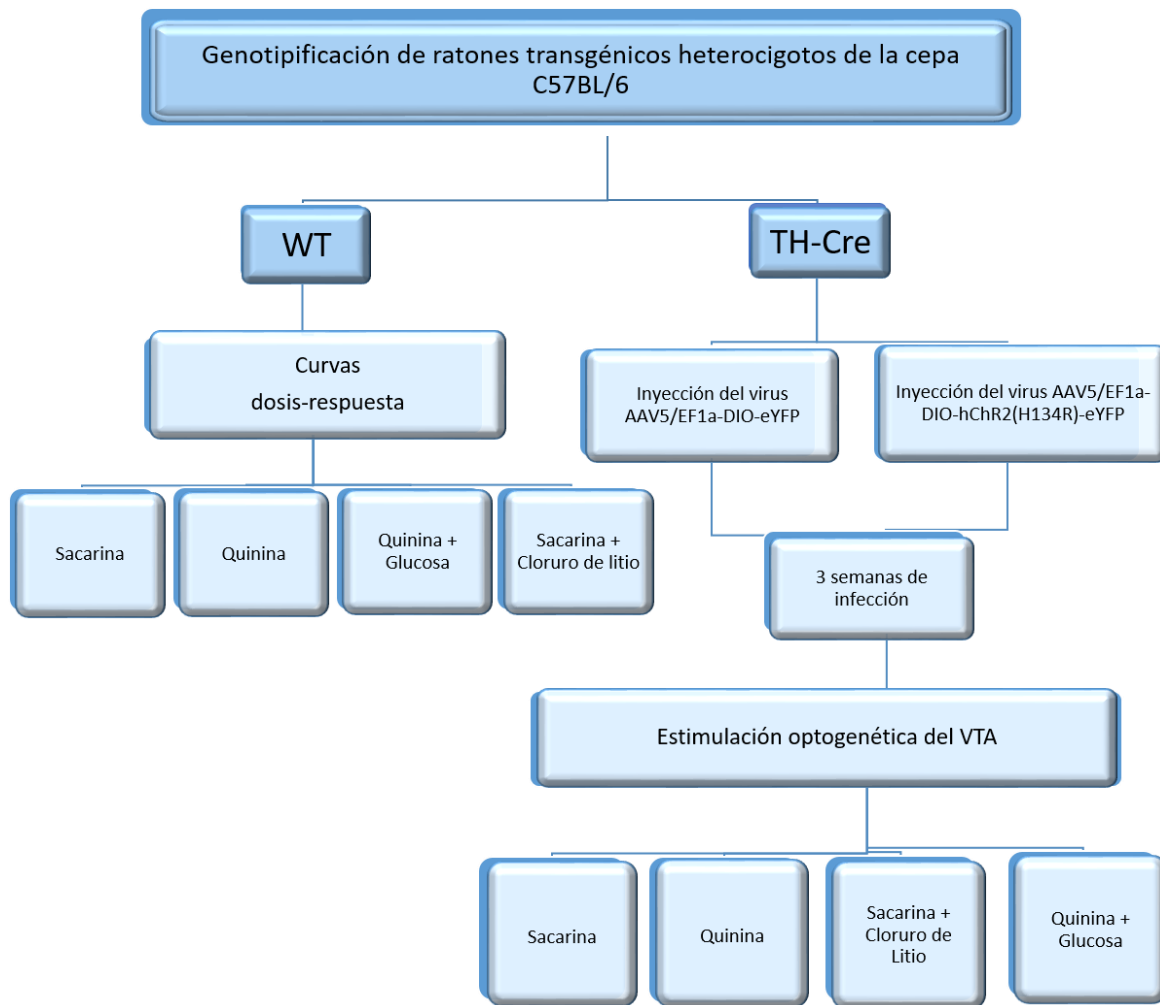 Genotipificación de ratones transgénicos heterocigotos de la cepa
C57BL/6
WT
TH-Cre
Curvas
dosis-respuesta
Inyección del virus
AAV5/EF1a-DIO-eYFP
Inyección del virus AAV5/EF1a-
DIO-hChR2(H134R)-eYFP
Sacarina
Quinina
Quinina +
Glucosa
Sacarina +
Cloruro de litio
3 semanas de
infección
Estimulación optogenética del VTA
Sacarina
Quinina
Sacarina +
Cloruro de
Litio
Quinina +
Glucosa